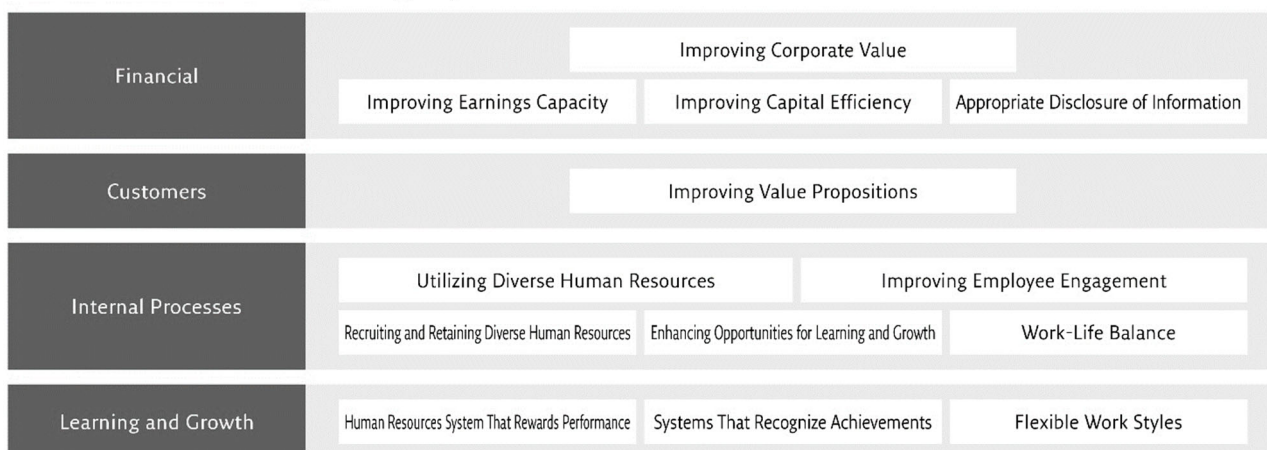 Financial
Improving Corporate Value
Improving Earnings Capacity
Improving Capital Efficiency
Appropriate Disclosure of Information
Customers
Improving Value Propositions
Internal Processes
Utilizing Diverse Human Resources
Improving Employee Engagement
Recruiting and Retaining Diverse Human Resources
Enhancing Opportunities for Learning and Growth
Work-Life Balance
Learning and Growth
Human Resources System That Rewards Performance
Systems That Recognize Achievements
Flexible Work Styles